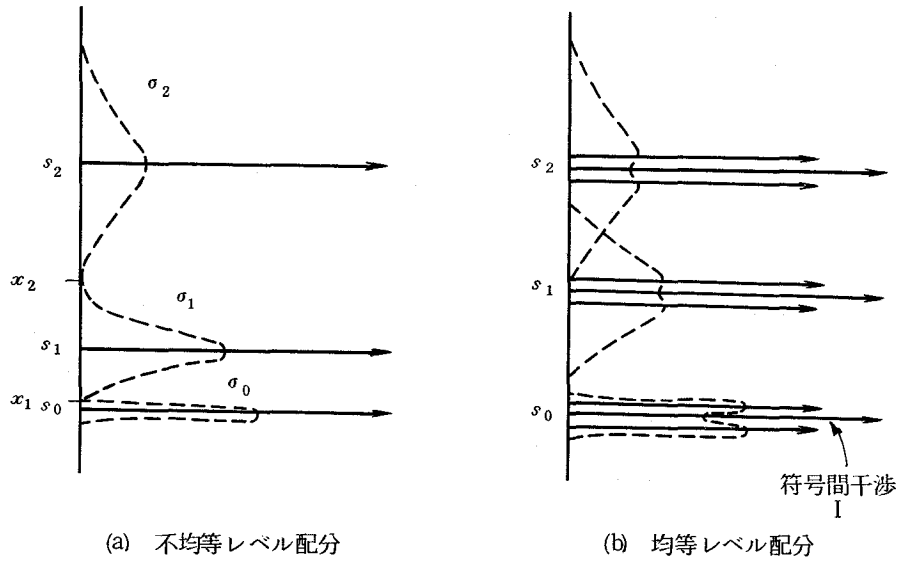 σ₂
s₂
x₂
σ₁
s₁
σ₀
x₁ s₀
(a) 不均等レベル配分
s₂
s₁
s₀
符号間干渉
I
(b) 均等レベル配分